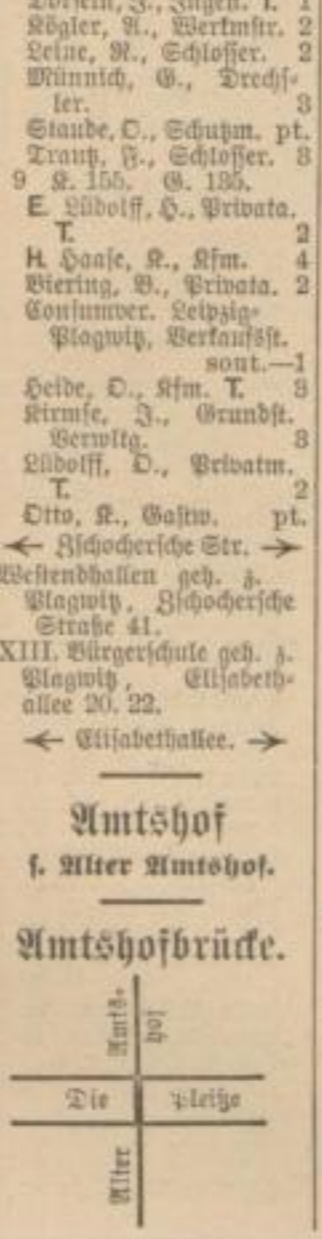 Kögler, A., Werkmstr. 2
Leine, R., Schlosser. 2
Münnich, G., Drechs-
ler. 3
Staude, O., Schutzm. pt.
Trautz, F., Schlosser. 3
9 K. 155. G. 135.
E. Lüdolff, H., Privata.
T. 2
H. Haase, K., Kfm. 4
Biering, B., Privata. 2
Consumver. Leipzig-
Plagwitz, Verkaufsst.
sont.—1
Heide, O., Kfm. T. 3
Kirmse, J., Grundst.
Verwltg. 3
Lüdolff, O., Privatm.
T. 2
Otto, K., Gastw. pt.
← Zschochersche Str. →
Westendhallen geh. z.
Plagwitz, Zschochersche
Straße 41.
XIII. Bürgerschule geh. z.
Plagwitz, Elisabeth-
allee 20. 22.
← Elisabethallee. →
Amtshof
s. Alter Amtshof.
Amtshofbrücke.
Amts-
hof
Die Pleiße
Alter